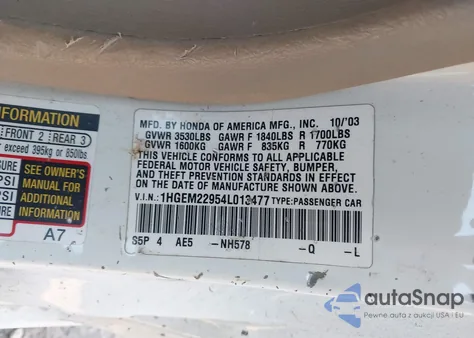 NFORMATION
FRONT 2 REAR 3
exceed 395kg or 850lbs
SEE OWNER'S
MANUAL FOR
ADDITIONAL
INFORMATION
PSI
PSI
A7
MFD. BY HONDA OF AMERICA MFG., INC. 10/'03
GVWR 3530LBS GAWR F 1840LBS R 1700LBS
GVWR 1600KG GAWR F 835KG R 770KG
THIS VEHICLE CONFORMS TO ALL APPLICABLE
FEDERAL MOTOR VEHICLE SAFETY, BUMPER,
AND THEFT PREVENTION STANDARDS IN EFFECT
ON THE DATE OF MANUFACTURE SHOWN ABOVE.
V.I.N.: 1HGEM22954L013477 TYPE: PASSENGER CAR
S5P 4 AE5 -NH578 -Q -L
autoSnap
Pewne auta z aukcji USA i EU